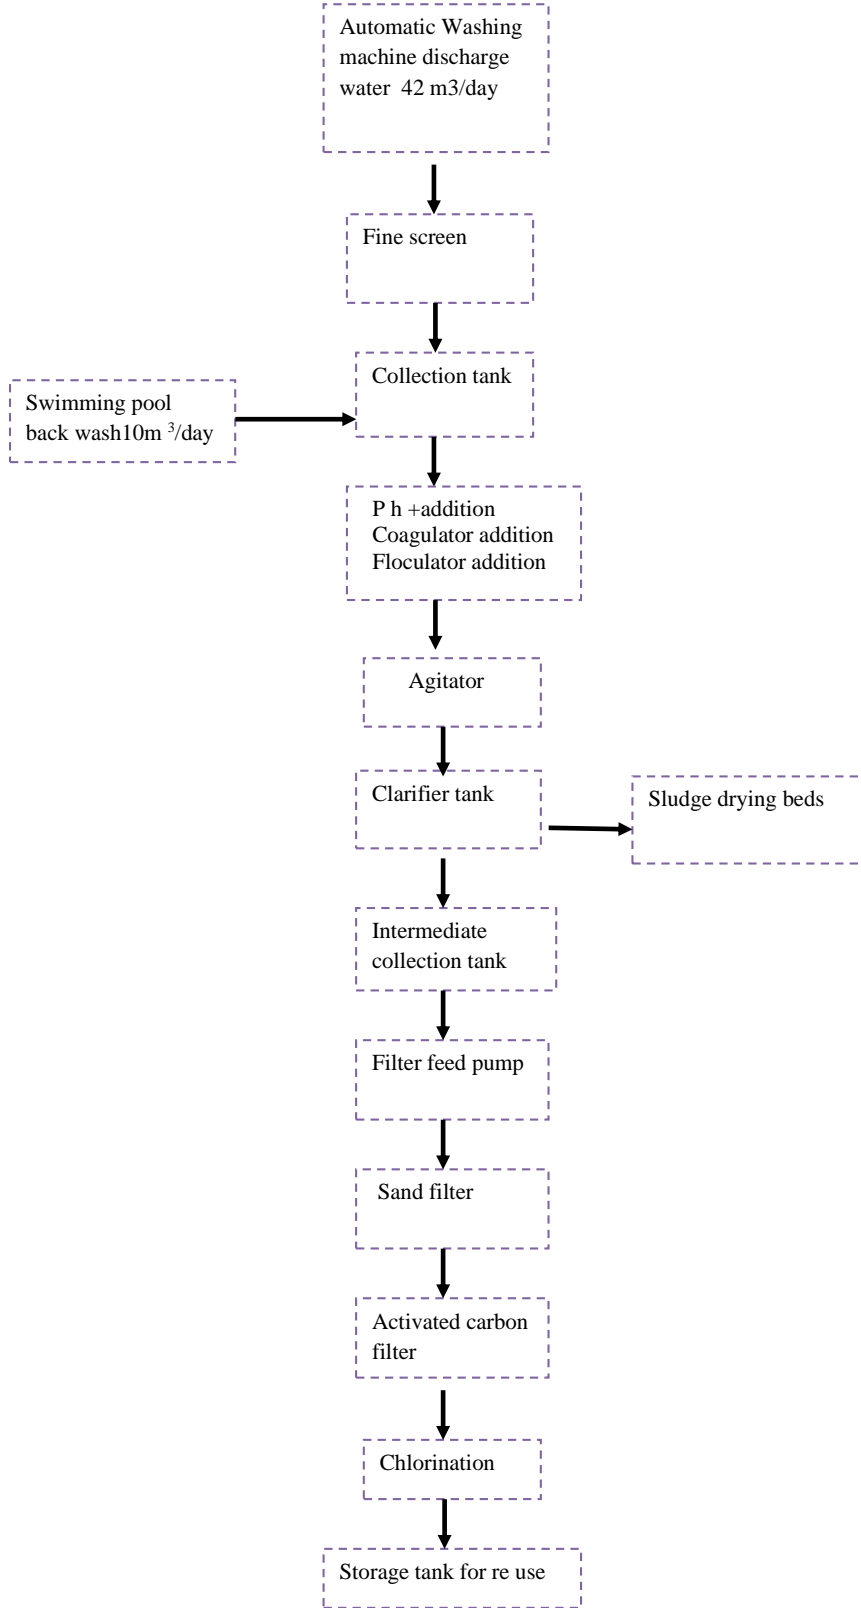 Automatic Washing
machine discharge
water  42 m3/day
Fine screen
Collection tank
Swimming pool
back wash10m ³/day
P h +addition
Coagulator addition
Floculator addition
Agitator
Clarifier tank
Sludge drying beds
Intermediate
collection tank
Filter feed pump
Sand filter
Activated carbon
filter
Chlorination
Storage tank for re use